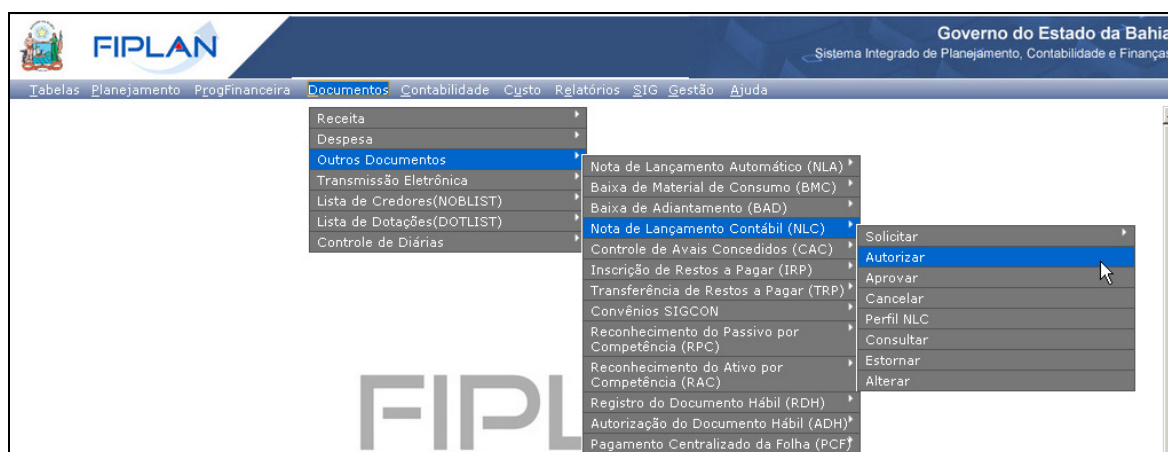 FIPLAN
Governo do Estado da Bahia
Sistema Integrado de Planejamento, Contabilidade e Finanças
Tabelas Planejamento ProgFinanceira Documentos Contabilidade Custo Relatórios SIG Gestão Ajuda
Receita
Despesa
Outros Documentos
Transmissão Eletrônica
Lista de Credores(NOBLIST)
Lista de Dotações(DOTLIST)
Controle de Diárias
Nota de Lançamento Automático (NLA)
Baixa de Material de Consumo (BMC)
Baixa de Adiantamento (BAD)
Nota de Lançamento Contábil (NLC)
Controle de Avais Concedidos (CAC)
Inscrição de Restos a Pagar (IRP)
Transferência de Restos a Pagar (TRP)
Convênios SIGCON
Reconhecimento do Passivo por
Competência (RPC)
Reconhecimento do Ativo por
Competência (RAC)
Registro do Documento Hábil (RDH)
Autorização do Documento Hábil (ADH)
Pagamento Centralizado da Folha (PCF)
Solicitar
Autorizar
Aprovar
Cancelar
Perfil NLC
Consultar
Estornar
Alterar
FIPL